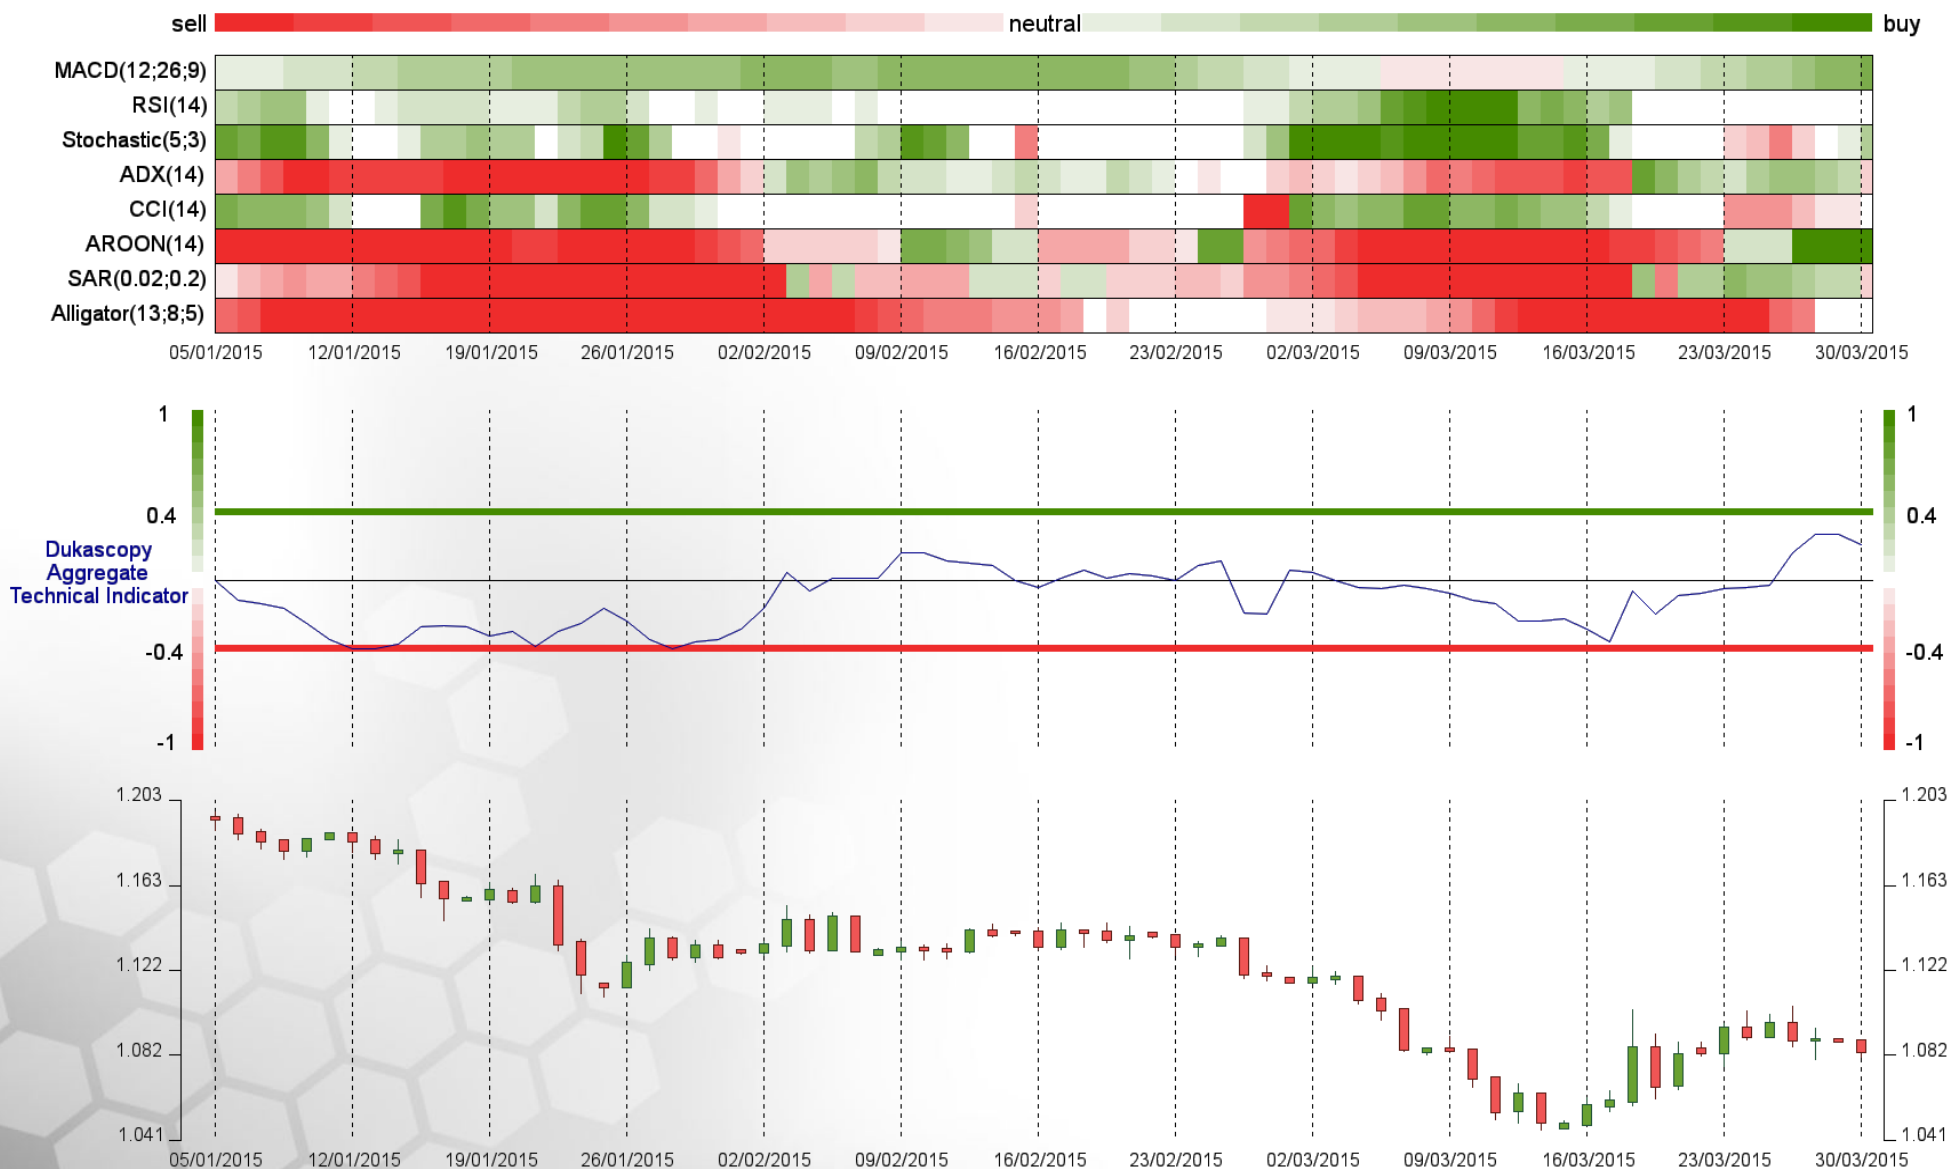 sell neutral buy
MACD(12;26;9)
RSI(14)
Stochastic(5;3)
ADX(14)
CCI(14)
AROON(14)
SAR(0.02;0.2)
Alligator(13;8;5)
05/01/2015 12/01/2015 19/01/2015 26/01/2015 02/02/2015 09/02/2015 16/02/2015 23/02/2015 02/03/2015 09/03/2015 16/03/2015 23/03/2015 30/03/2015
1 1
0.4 0.4
Dukascopy
Aggregate
Technical Indicator
-0.4 -0.4
-1 -1
1.203 1.203
1.163 1.163
1.122 1.122
1.082 1.082
1.041 1.041
05/01/2015 12/01/2015 19/01/2015 26/01/2015 02/02/2015 09/02/2015 16/02/2015 23/02/2015 02/03/2015 09/03/2015 16/03/2015 23/03/2015 30/03/2015